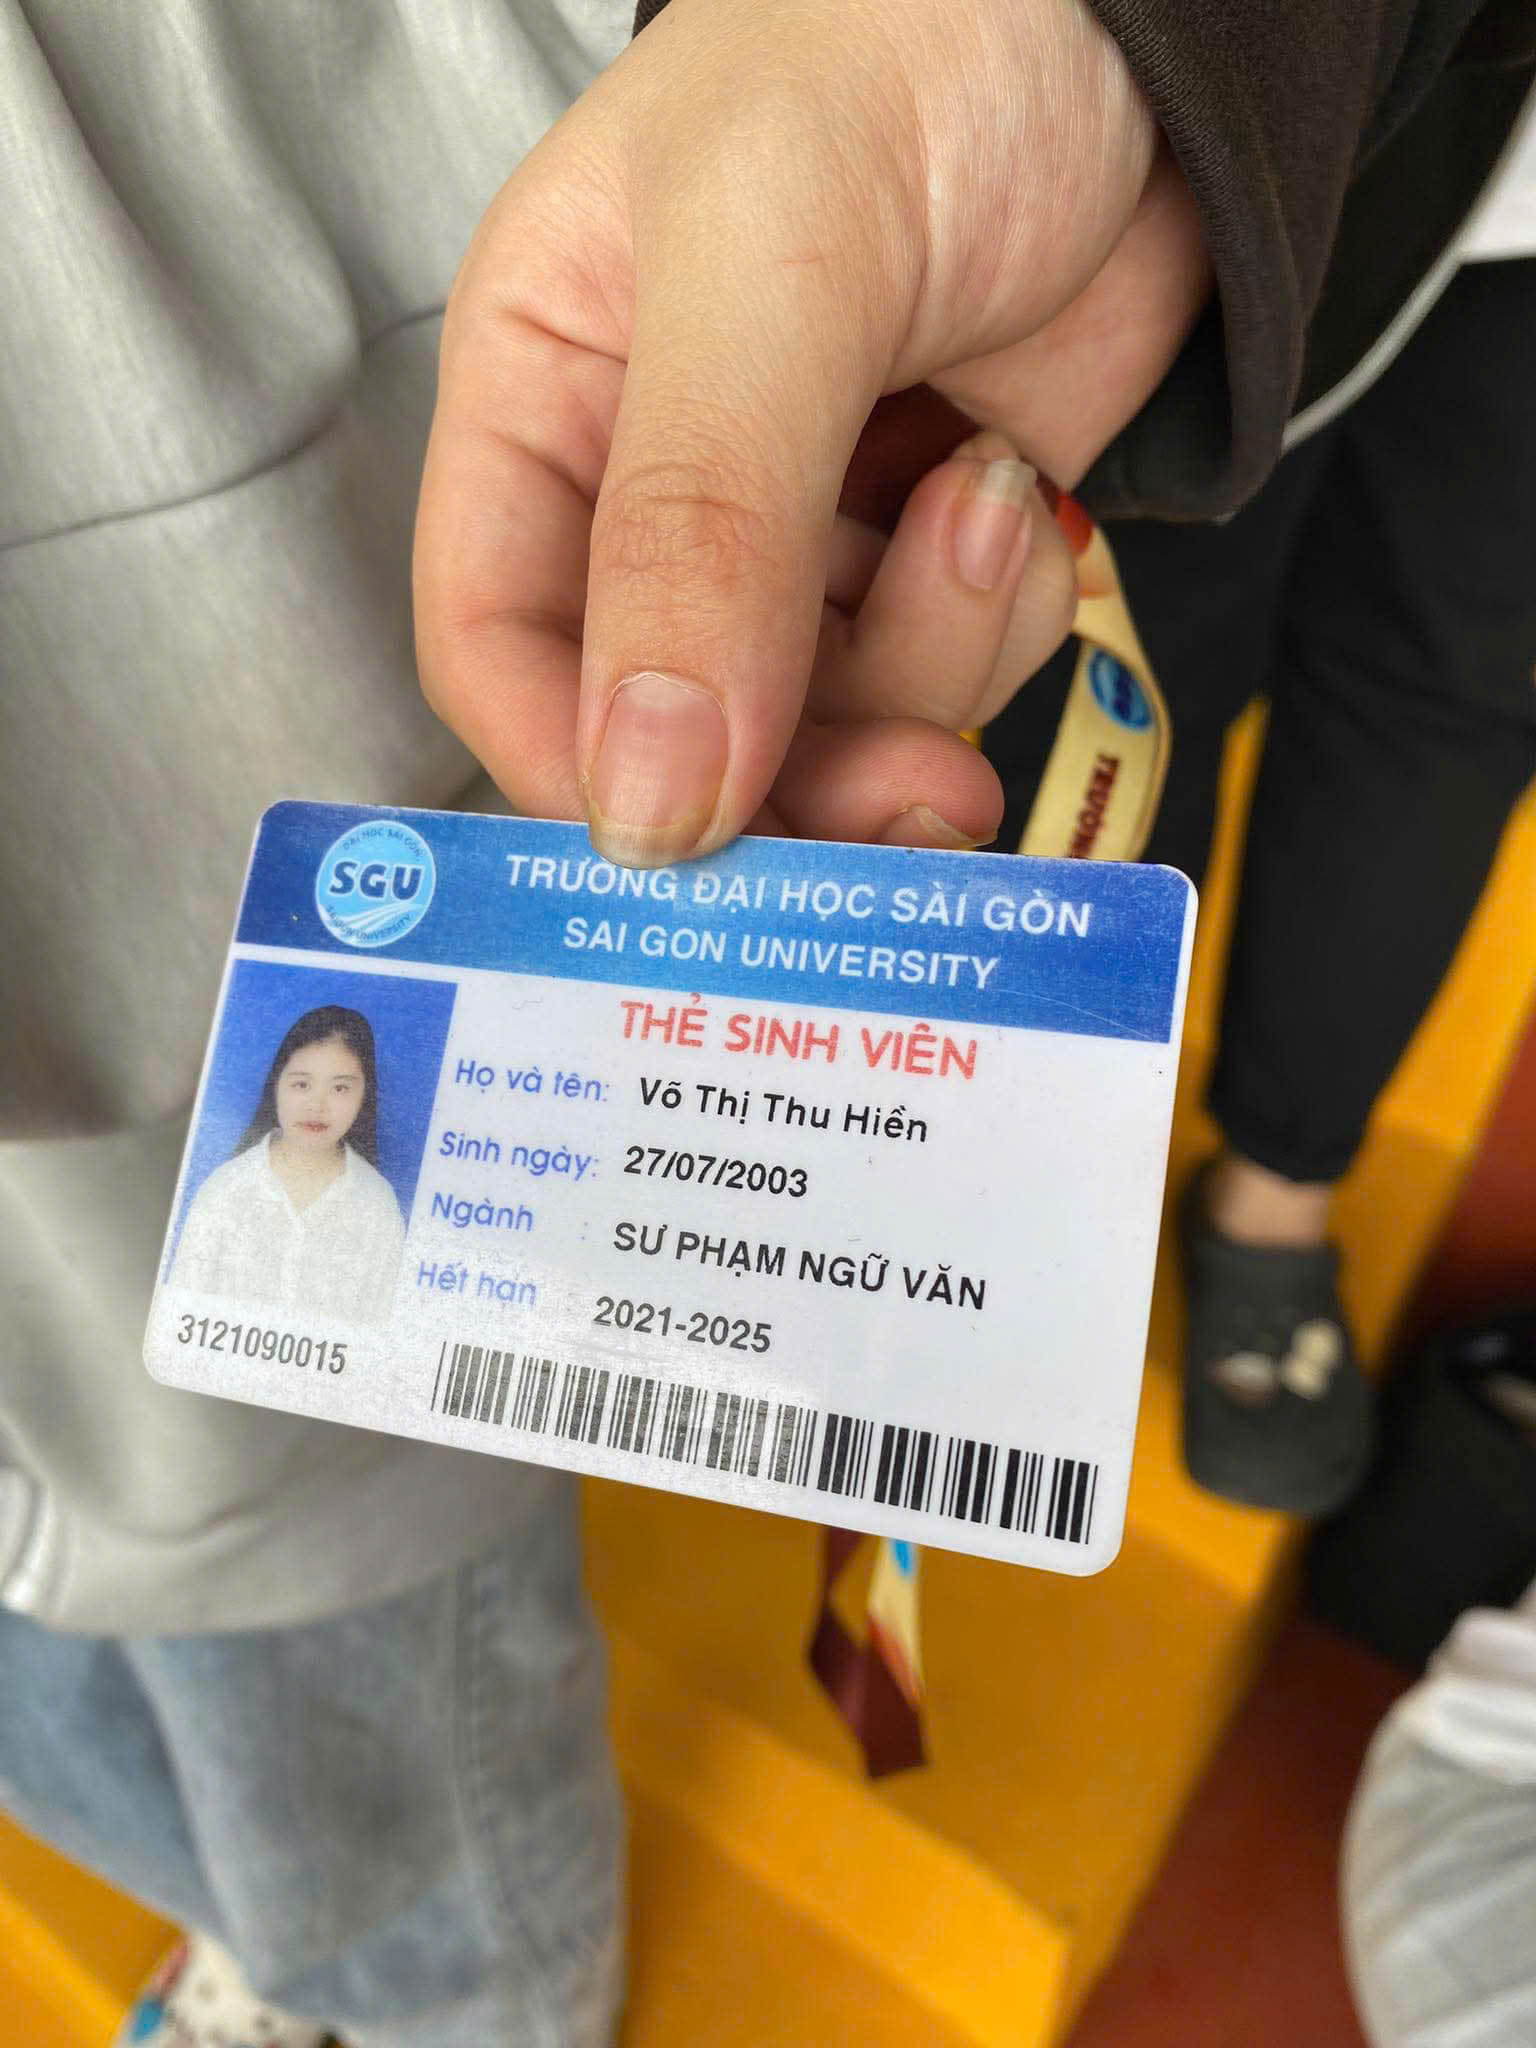 TRƯỜNG
ĐẠI HỌC SÀI GÒN
SGU
SAIGON UNIVERSITY
TRƯỜNG ĐẠI HỌC SÀI GÒN
SAI GON UNIVERSITY
THẺ SINH VIÊN
Họ và tên: Võ Thị Thu Hiền
Sinh ngày: 27/07/2003
Ngành : SƯ PHẠM NGỮ VĂN
Hết hạn 2021-2025
3121090015